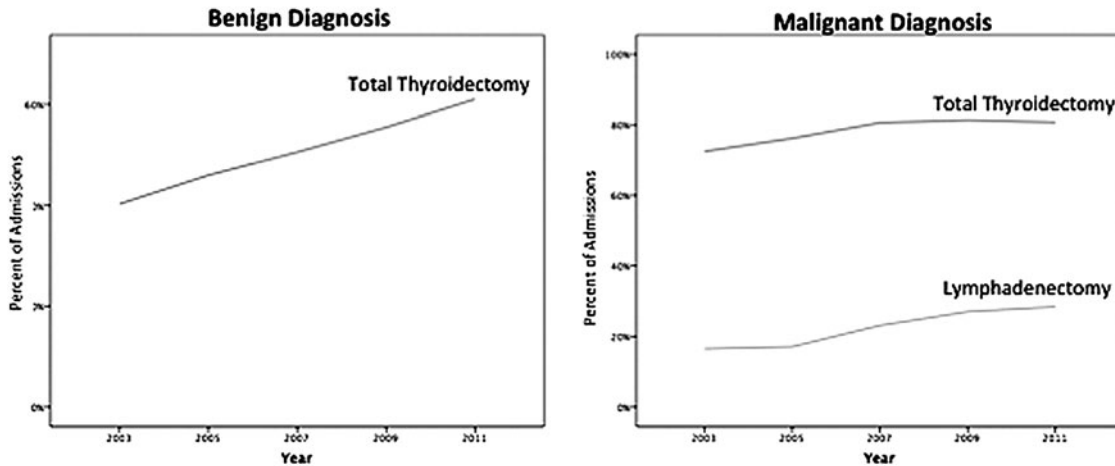 Benign Diagnosis
Total Thyroidectomy
60%
0%
Percent of Admissions
2003
2005
2007
2009
2011
Year
Malignant Diagnosis
100%
Total Thyroidectomy
80%
60%
40%
Lymphadenectomy
20%
0%
Percent of Admissions
2003
2005
2007
2009
2011
Year